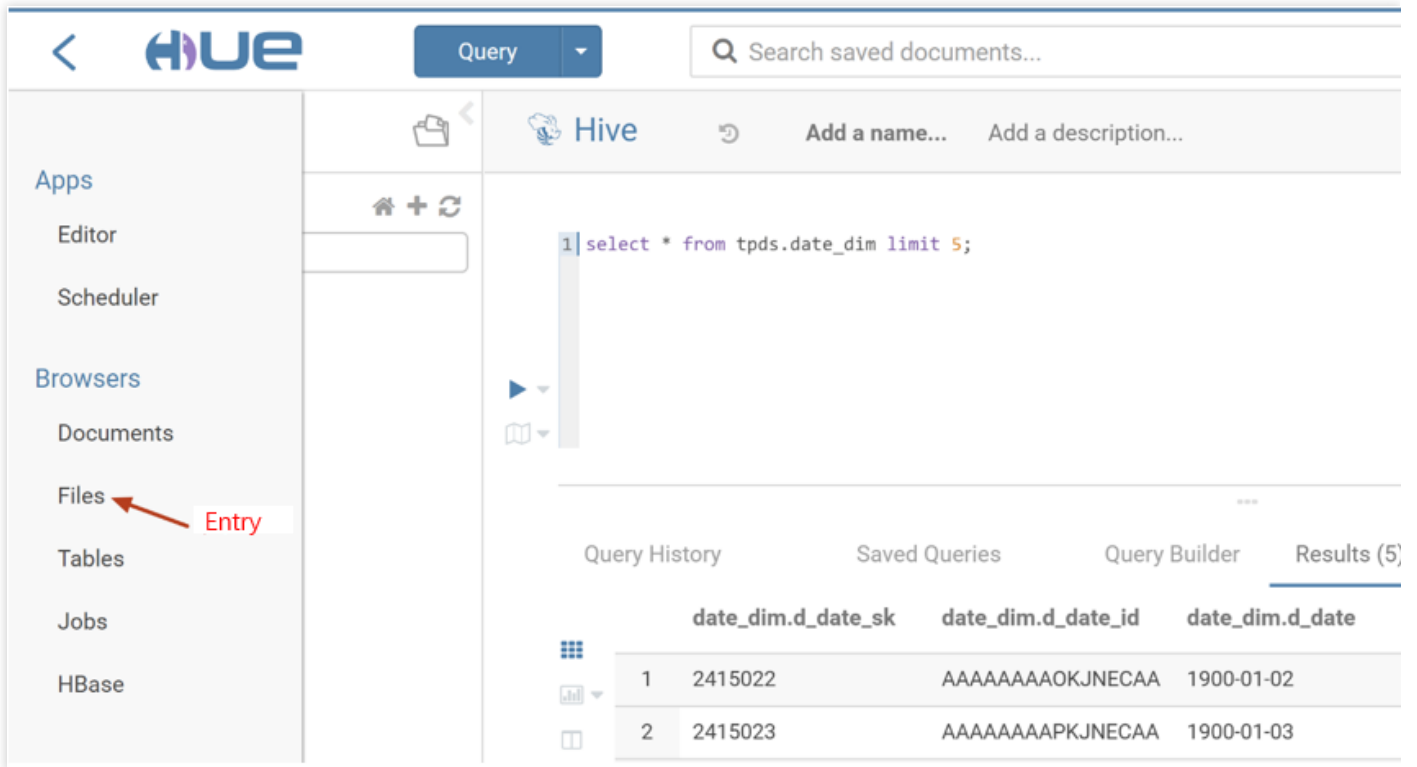 HUE Query Search saved documents...
Hive Add a name... Add a description...
Apps
Editor
Scheduler
Browsers
Documents
Files
Entry
Tables
Jobs
HBase
1 select * from tpds.date_dim limit 5;
Query History Saved Queries Query Builder Results (5)
date_dim.d_date_sk date_dim.d_date_id date_dim.d_date
1 2415022 AAAAAAAAOKJNECAA 1900-01-02
2 2415023 AAAAAAAAPKJNECAA 1900-01-03